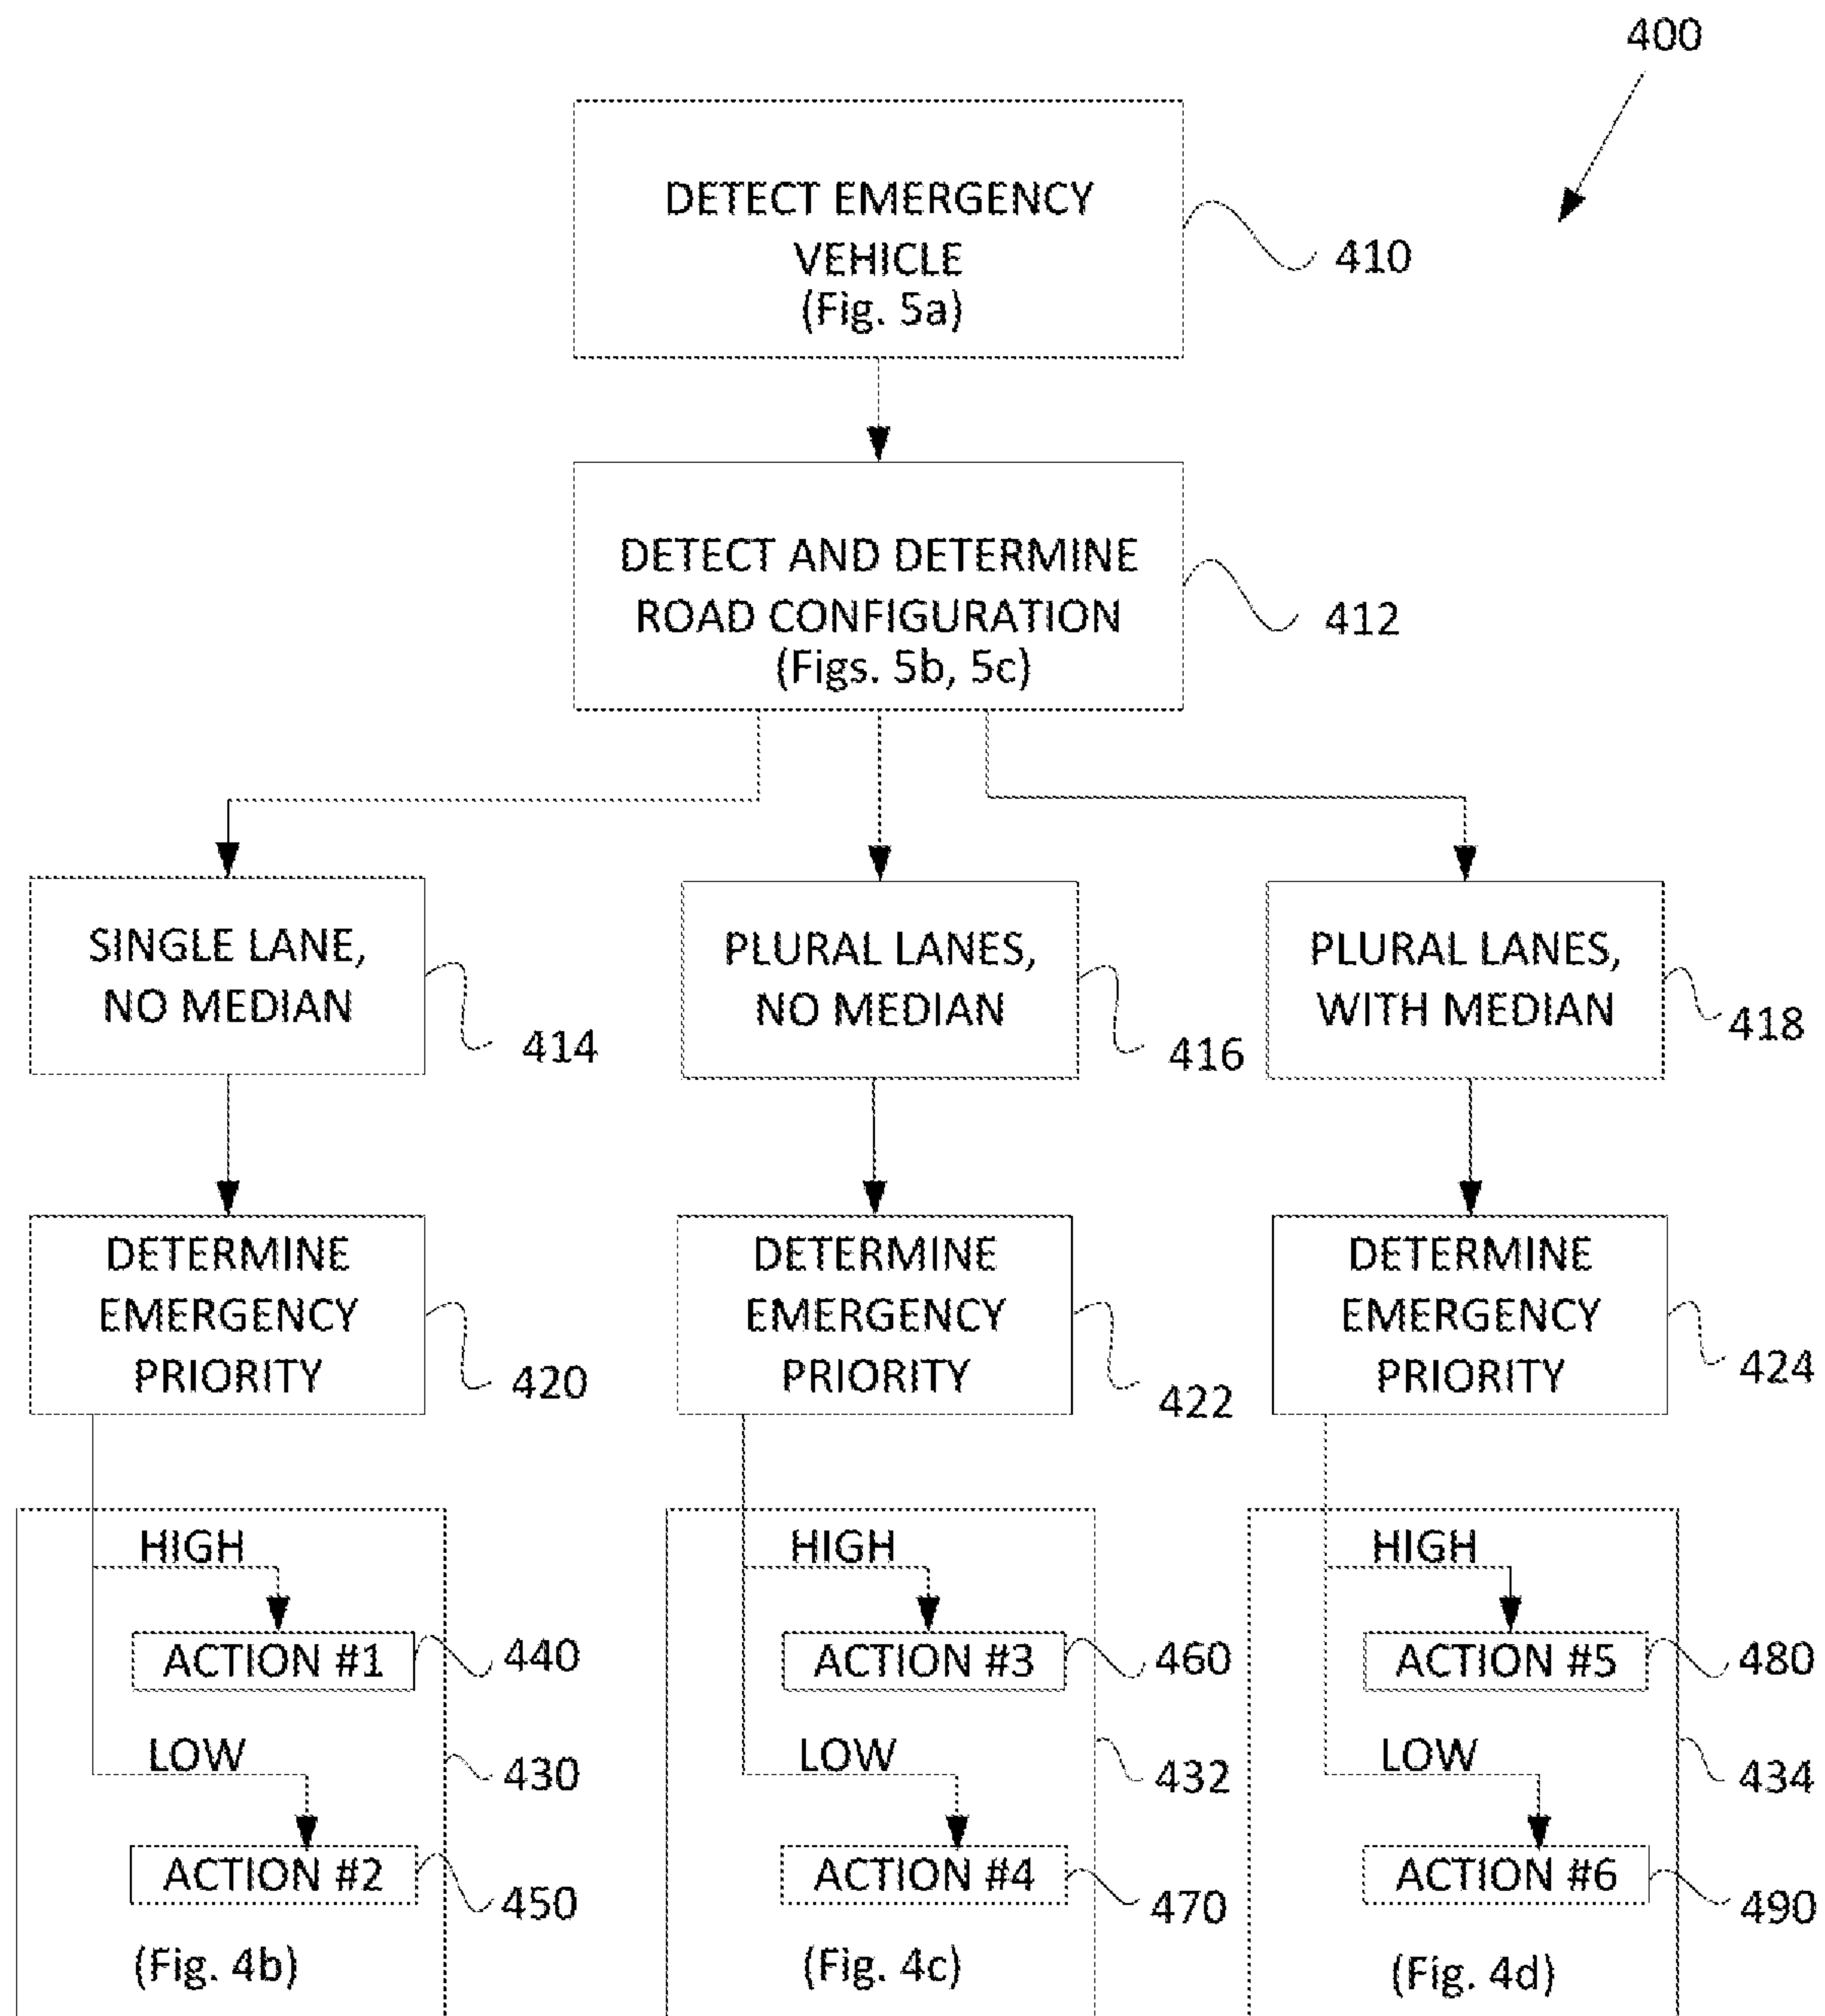 400
DETECT EMERGENCY
VEHICLE
(Fig. 5a)
410
DETECT AND DETERMINE
ROAD CONFIGURATION
(Figs. 5b, 5c)
412
SINGLE LANE,
NO MEDIAN
414
PLURAL LANES,
NO MEDIAN
416
PLURAL LANES,
WITH MEDIAN
418
DETERMINE
EMERGENCY
PRIORITY
420
DETERMINE
EMERGENCY
PRIORITY
422
DETERMINE
EMERGENCY
PRIORITY
424
HIGH
ACTION #1
440
LOW
430
ACTION #2
450
(Fig. 4b)
HIGH
ACTION #3
460
LOW
432
ACTION #4
470
(Fig. 4c)
HIGH
ACTION #5
480
LOW
434
ACTION #6
490
(Fig. 4d)